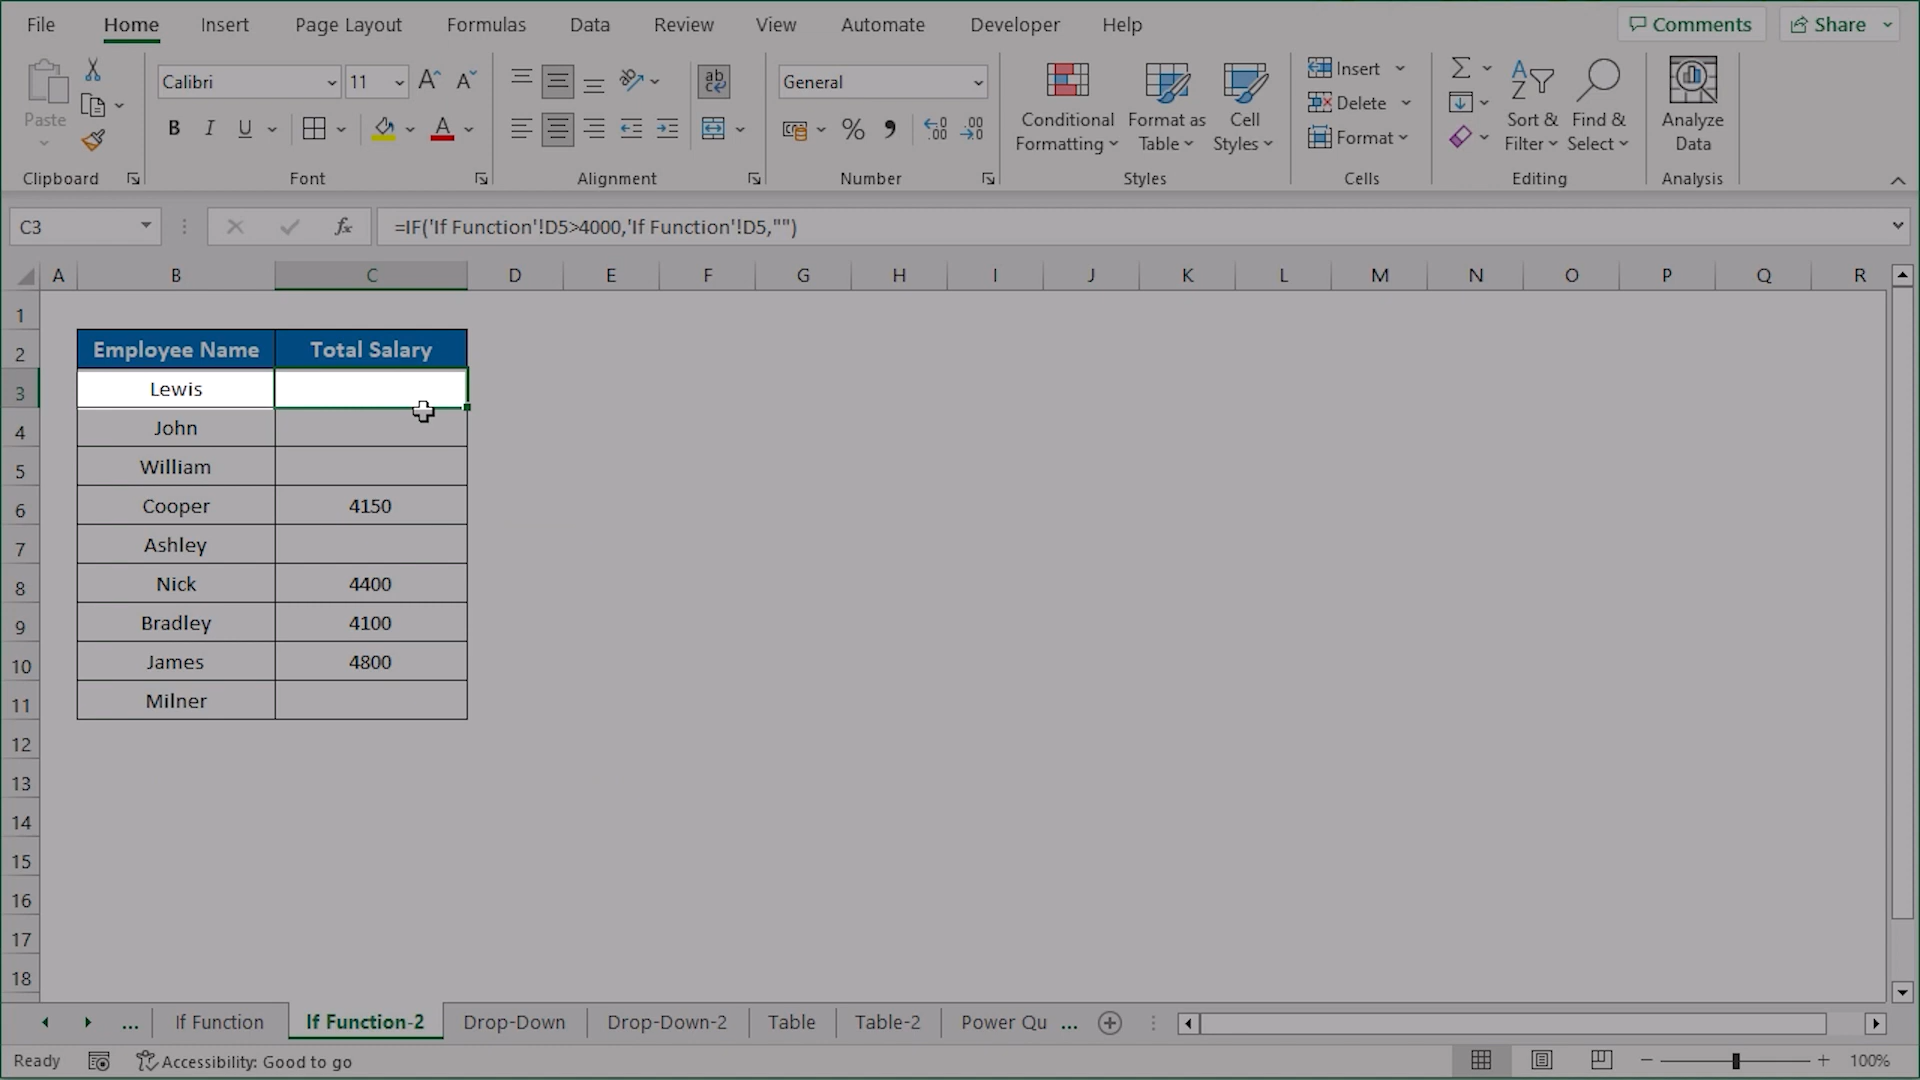 File Home Insert Page Layout Formulas Data Review View Automate Developer Help Comments Share
Paste
Clipboard
Calibri 11
B I U
Font
ab
Alignment
General
% .00 .00
Number
Conditional Formatting
Format as Table
Cell Styles
Styles
Insert
Delete
Format
Cells
Sort & Filter
Find & Select
Editing
Analyze Data
Analysis
C3 fx =IF('If Function'!D5>4000,'If Function'!D5,"")
A B C D E F G H I J K L M N O P Q R
1
2 Employee Name Total Salary
3 Lewis
4 John
5 William
6 Cooper 4150
7 Ashley
8 Nick 4400
9 Bradley 4100
10 James 4800
11 Milner
12
13
14
15
16
17
18
... If Function If Function-2 Drop-Down Drop-Down-2 Table Table-2 Power Qu ...
Ready Accessibility: Good to go 100%